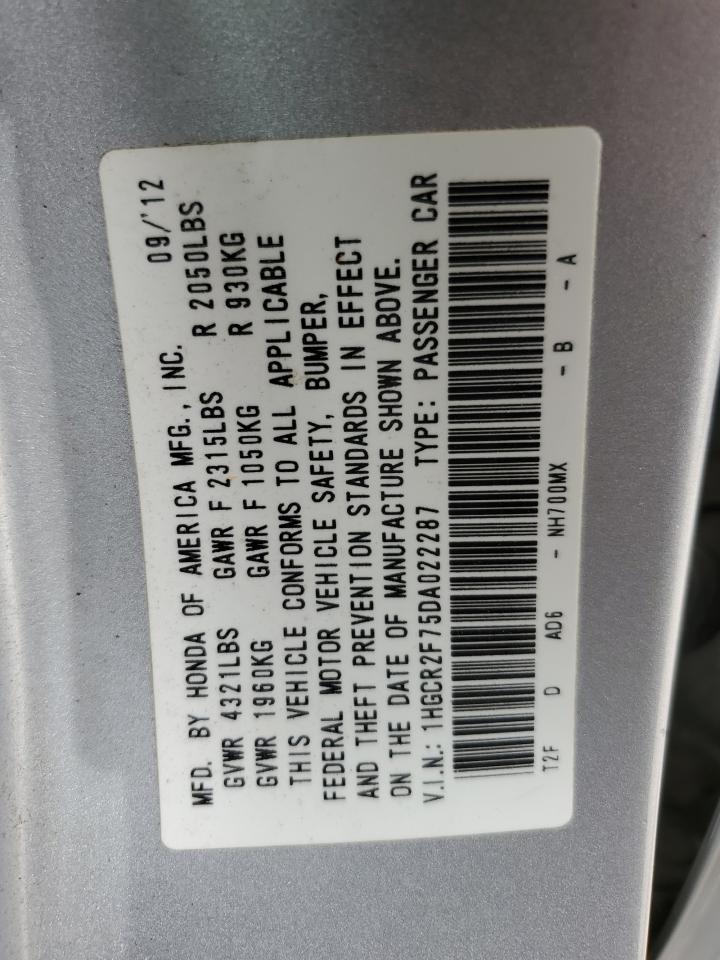 MFD. BY HONDA OF AMERICA MFG., INC. 09/'12
GVWR 4321LBS GAWR F 2315LBS R 2050LBS
GVWR 1960KG GAWR F 1050KG R 930KG
THIS VEHICLE CONFORMS TO ALL APPLICABLE
FEDERAL MOTOR VEHICLE SAFETY, BUMPER,
AND THEFT PREVENTION STANDARDS IN EFFECT
ON THE DATE OF MANUFACTURE SHOWN ABOVE.
V.I.N.: 1HGCR2F75DA022287 TYPE: PASSENGER CAR
T2F D AD6 - NH700MX - B - A